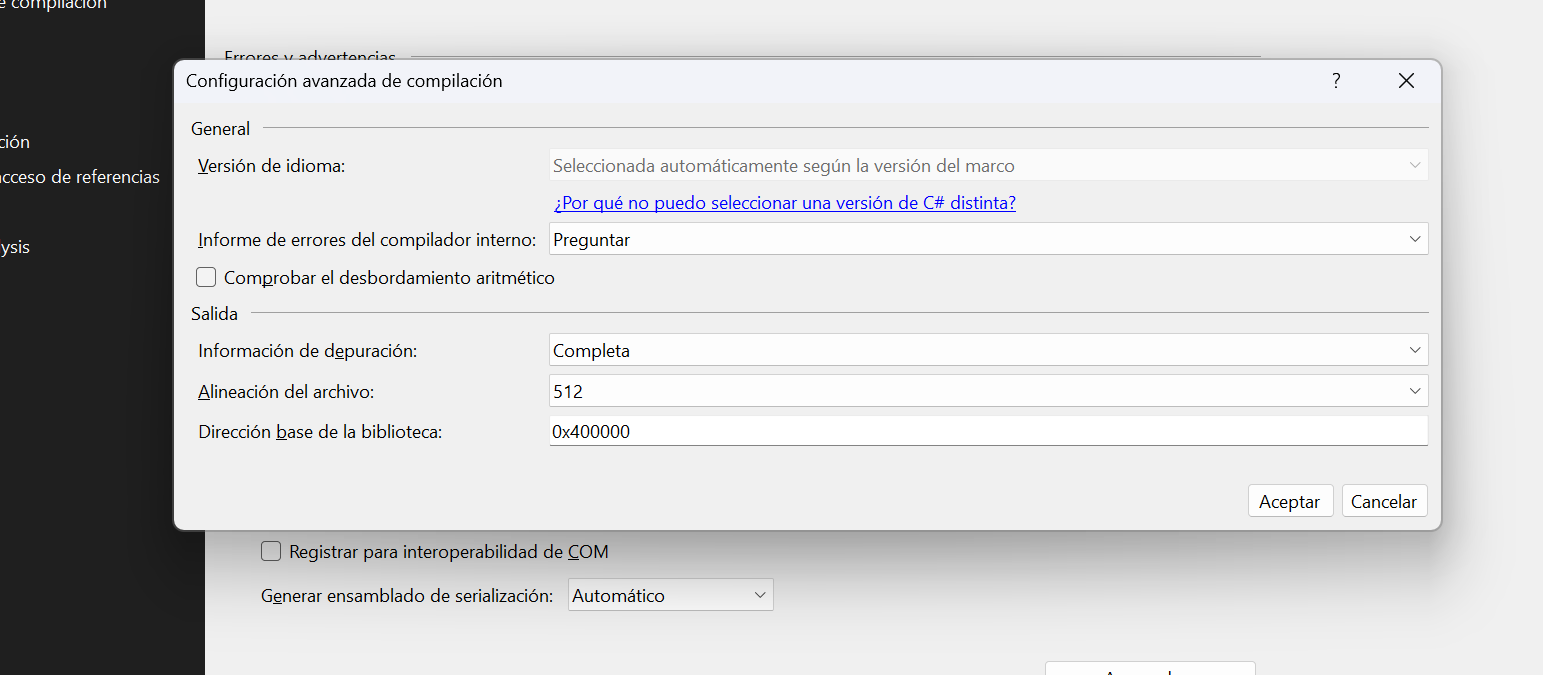 e compilación
Errores y advertencias
Configuración avanzada de compilación
?
General
ción
Versión de idioma:
Seleccionada automáticamente según la versión del marco
acceso de referencias
¿Por qué no puedo seleccionar una versión de C# distinta?
ysis
Informe de errores del compilador interno:
Preguntar
Comprobar el desbordamiento aritmético
Salida
Información de depuración:
Completa
Alineación del archivo:
512
Dirección base de la biblioteca:
0x400000
Aceptar
Cancelar
Registrar para interoperabilidad de COM
Generar ensamblado de serialización:
Automático